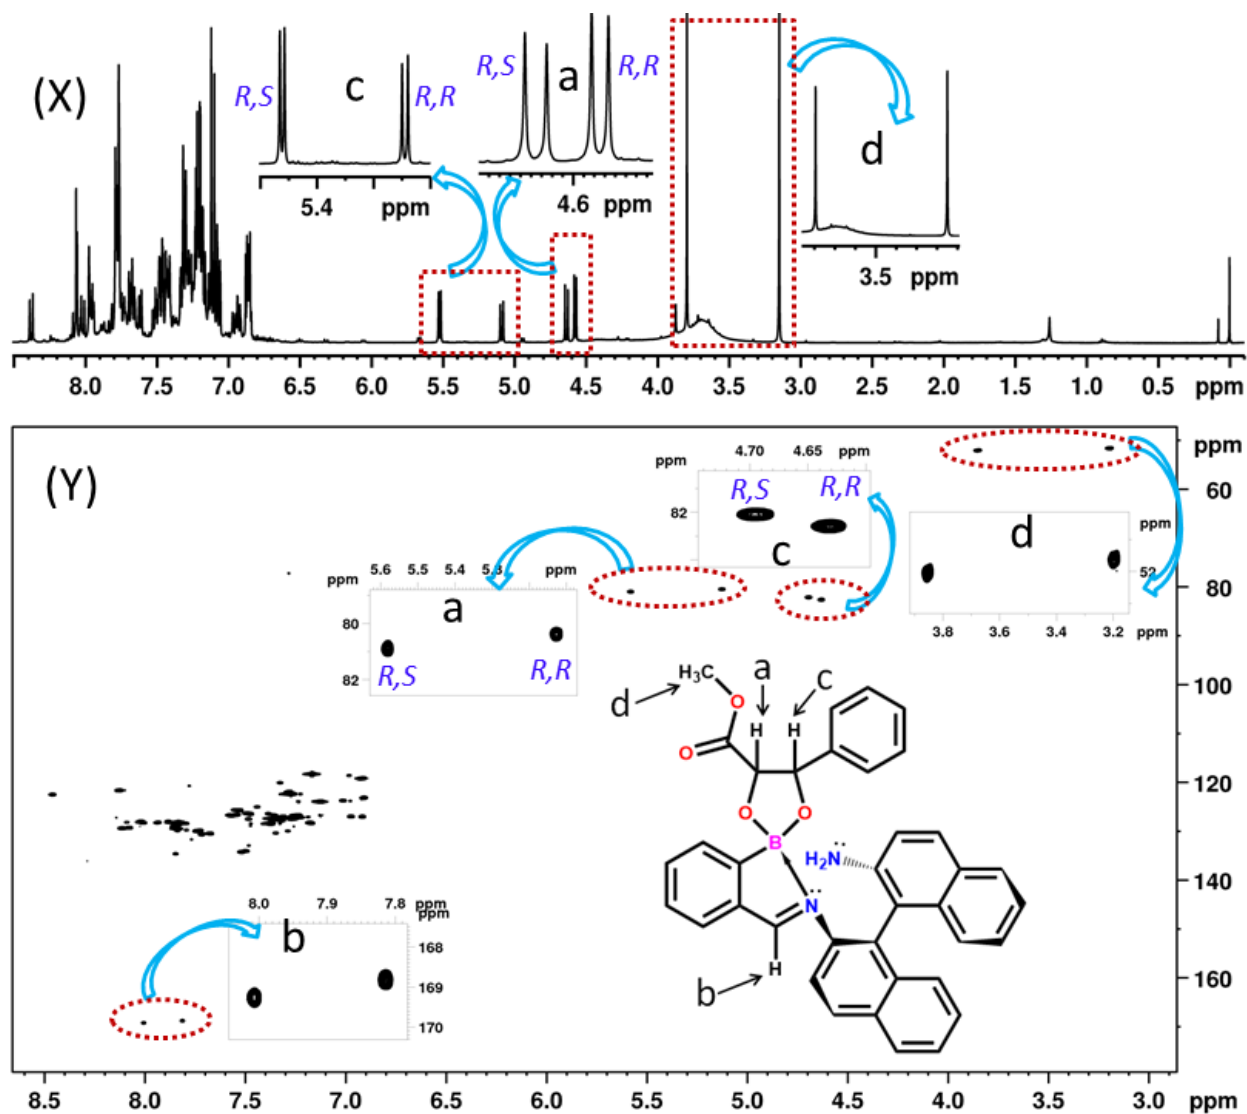 (X)
R,S
c
R,R
5.4 ppm
R,S
a
R,R
4.6 ppm
d
3.5 ppm
8.5 8.0 7.5 7.0 6.5 6.0 5.5 5.0 4.5 4.0 3.5 3.0 2.5 2.0 1.5 1.0 0.5 ppm
(Y)
ppm
60
80
100
120
140
160
4.70 4.65 ppm
ppm
R,S
R,R
82
c
d
ppm
52
3.8 3.6 3.4 3.2 ppm
5.6 5.5 5.4 5.3
ppm
ppm
a
80
82
R,S
R,R
H₃C
d
a
c
O
O
H
H
O
O
B
H₂N
N
H
b
8.0 7.9 7.8 ppm
ppm
b
168
169
170
8.5 8.0 7.5 7.0 6.5 6.0 5.5 5.0 4.5 4.0 3.5 3.0 ppm